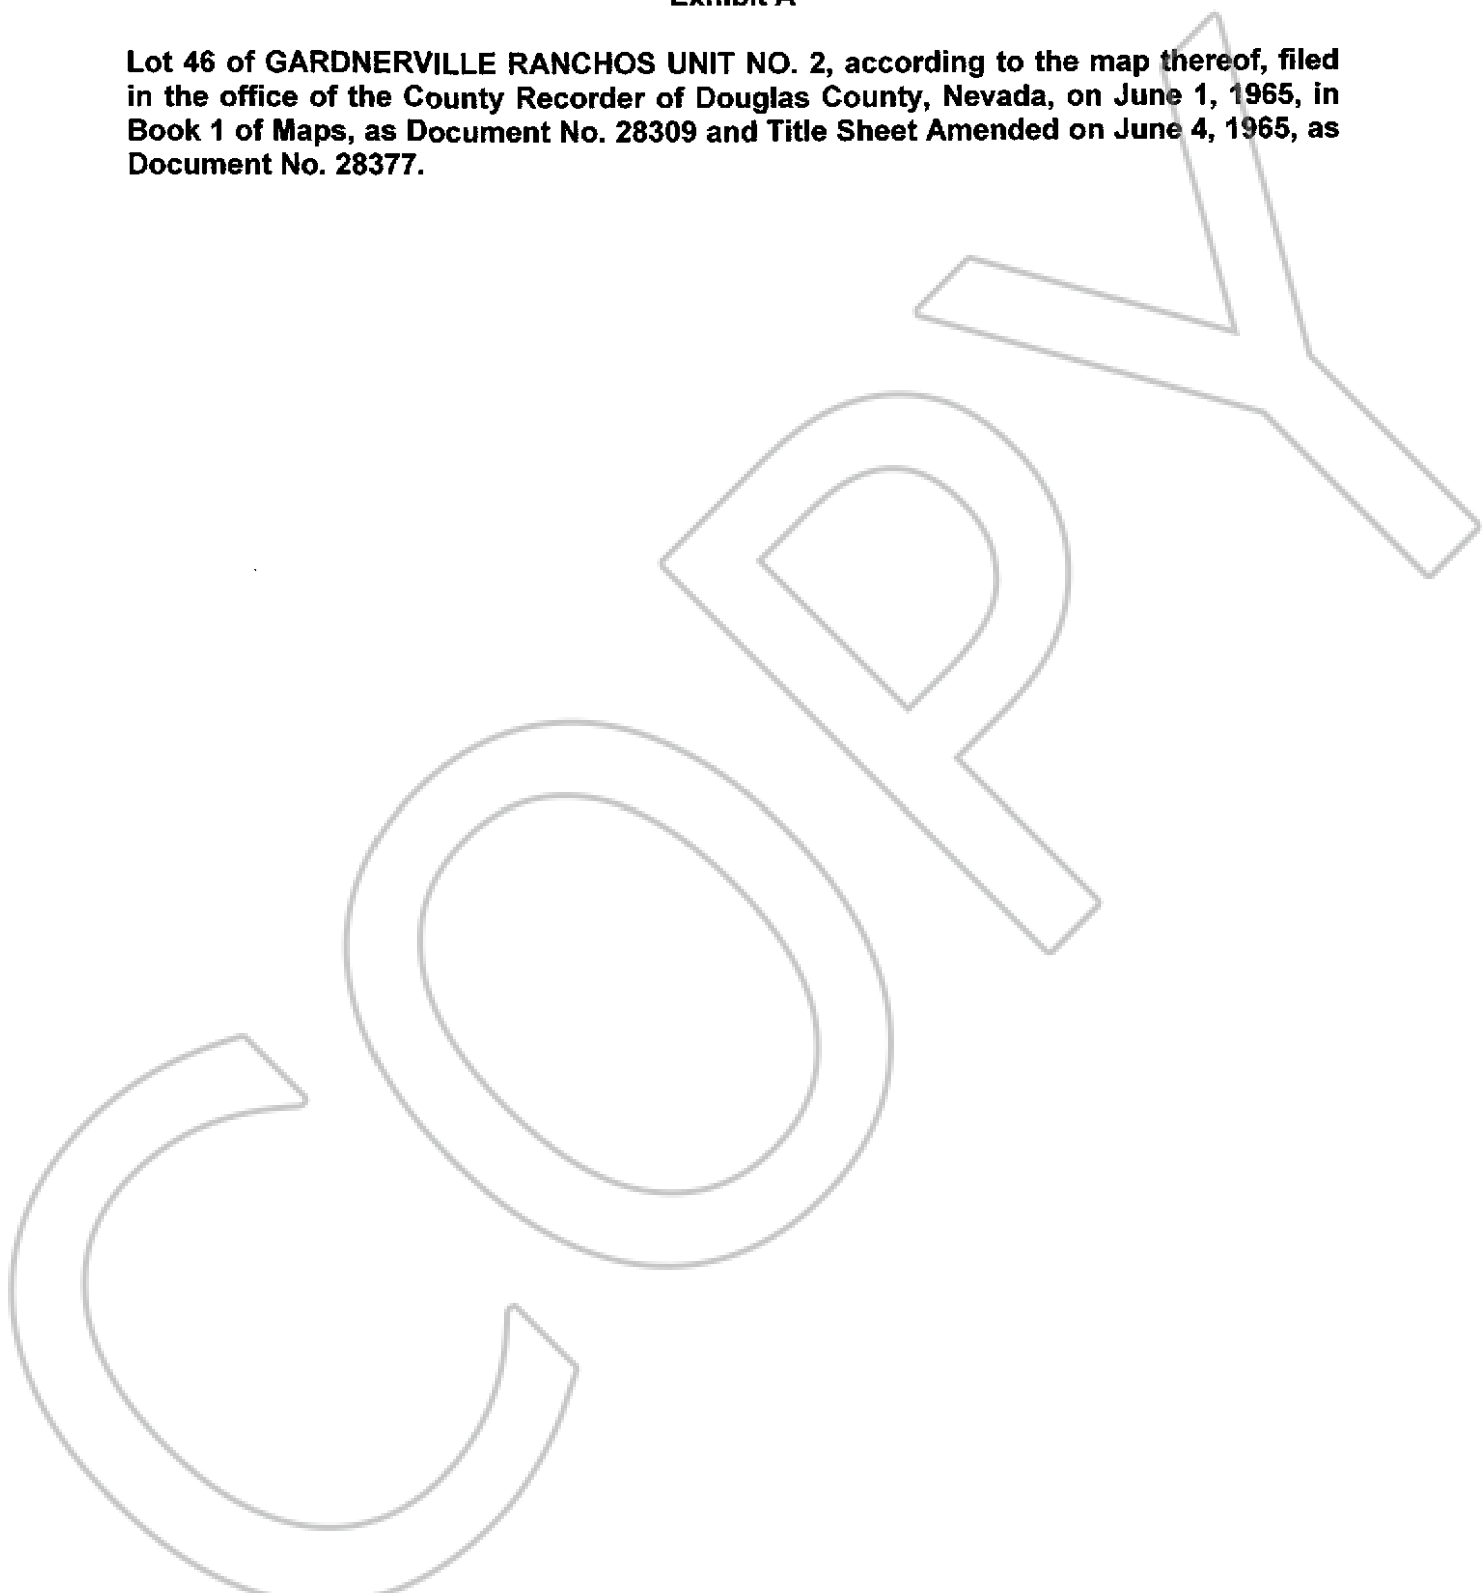 Exhibit A
Lot 46 of GARDNERVILLE RANCHOS UNIT NO. 2, according to the map thereof, filed
in the office of the County Recorder of Douglas County, Nevada, on June 1, 1965, in
Book 1 of Maps, as Document No. 28309 and Title Sheet Amended on June 4, 1965, as
Document No. 28377.
COPY